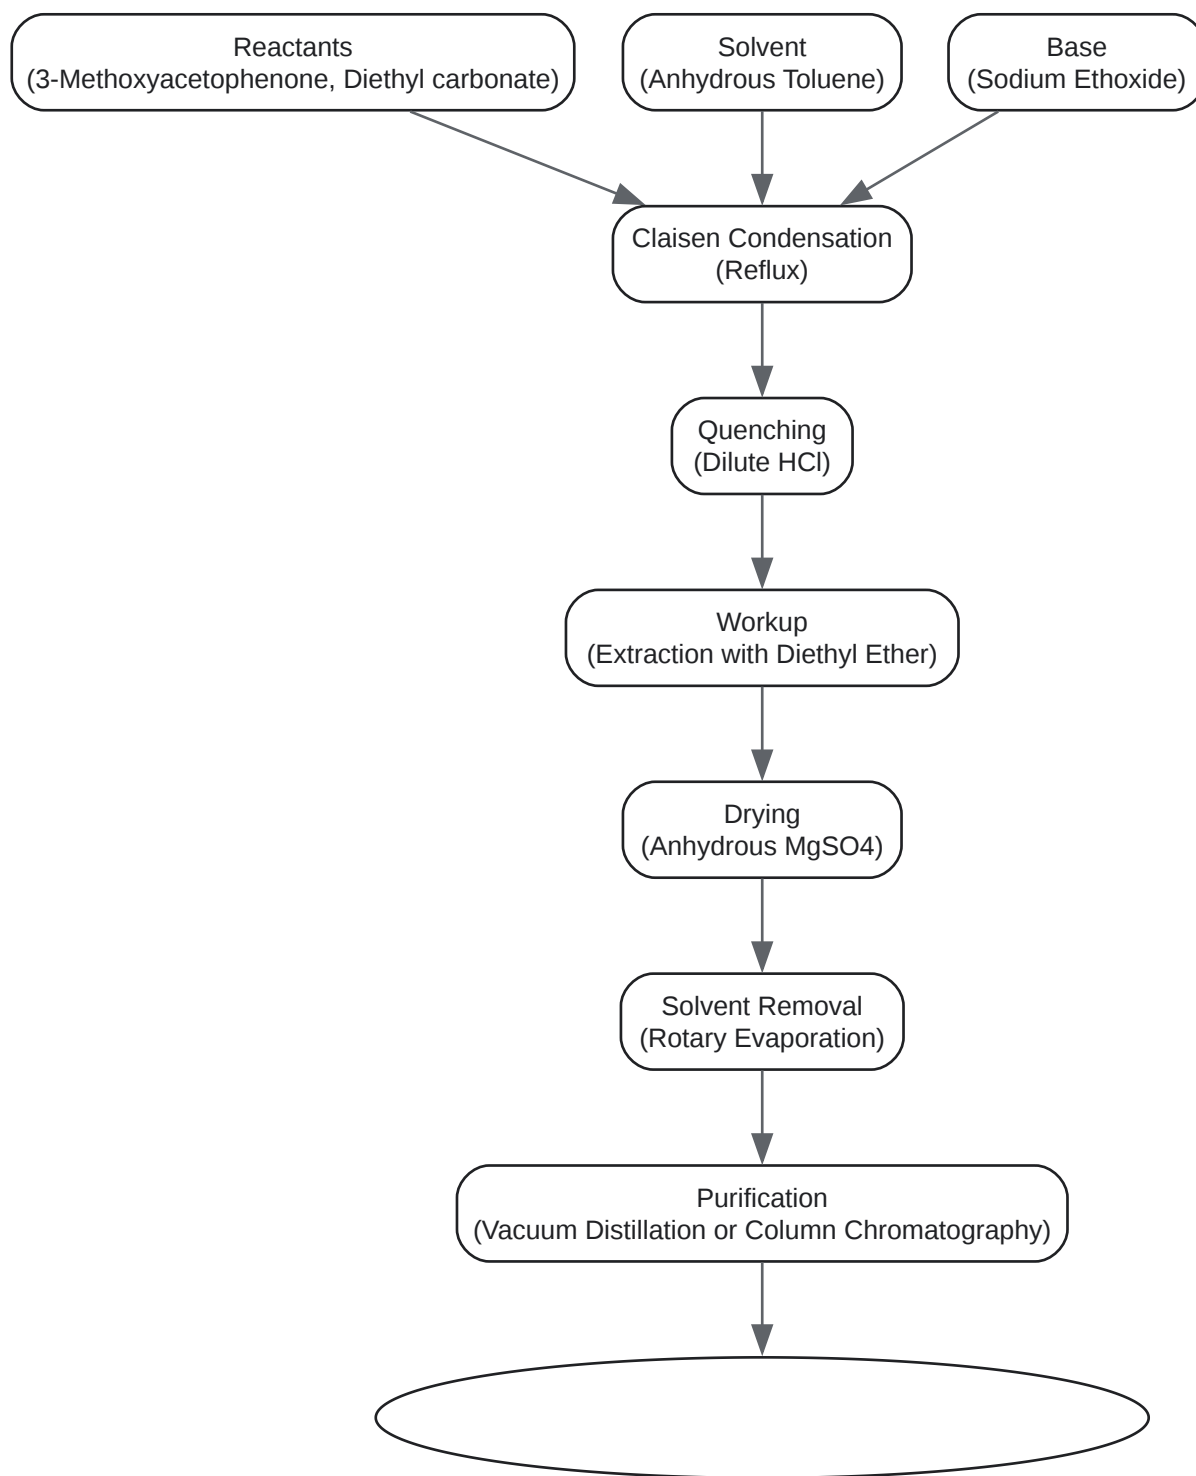 Reactants
(3-Methoxyacetophenone, Diethyl carbonate)
Solvent
(Anhydrous Toluene)
Base
(Sodium Ethoxide)
Claisen Condensation
(Reflux)
Quenching
(Dilute HCl)
Workup
(Extraction with Diethyl Ether)
Drying
(Anhydrous MgSO4)
Solvent Removal
(Rotary Evaporation)
Purification
(Vacuum Distillation or Column Chromatography)